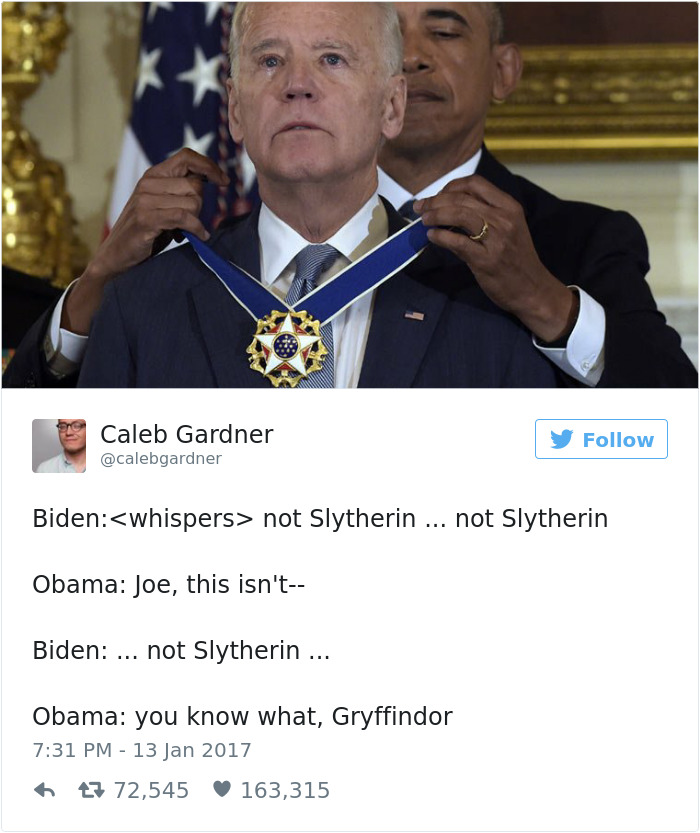 Caleb Gardner
@calebgardner
Follow
Biden:<whispers> not Slytherin ... not Slytherin
Obama: Joe, this isn't--
Biden: ... not Slytherin ...
Obama: you know what, Gryffindor
7:31 PM - 13 Jan 2017
72,545 163,315